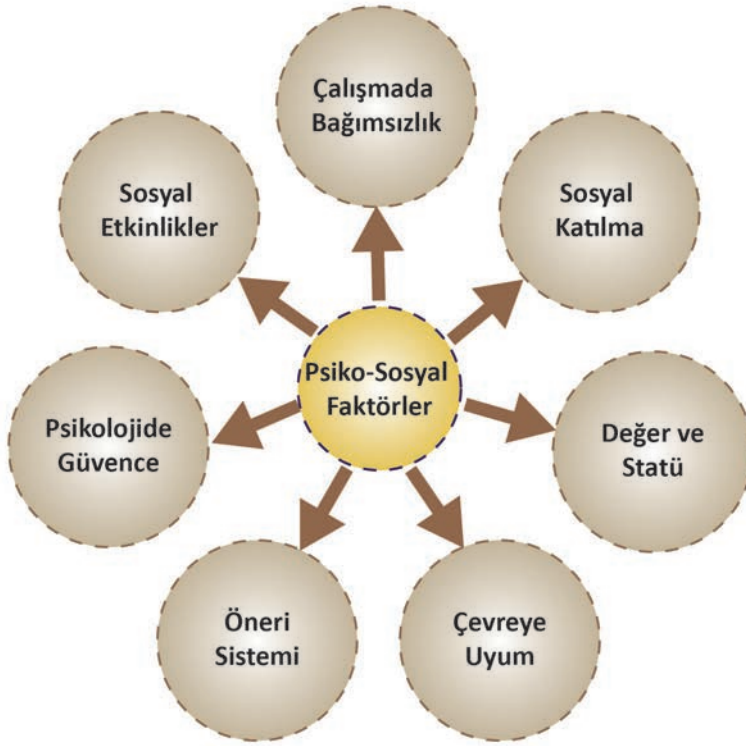 Çalışmada
Bağımsızlık
Sosyal
Etkinlikler
Sosyal
Katılma
Psiko-Sosyal
Faktörler
Psikolojide
Güvence
Değer ve
Statü
Öneri
Sistemi
Çevreye
Uyum